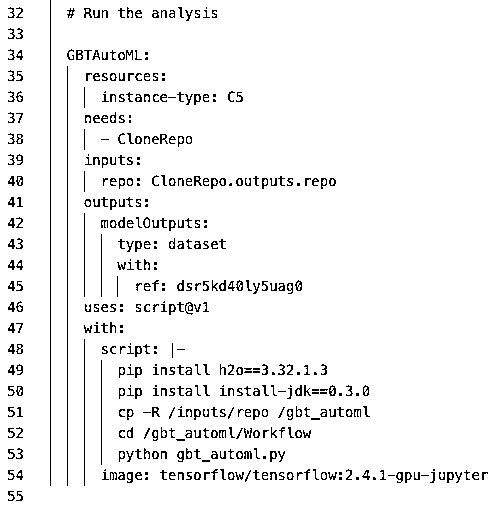 32 # Run the analysis
33
34 GBTAutoML:
35 resources:
36 instance-type: C5
37 needs:
38 - CloneRepo
39 inputs:
40 repo: CloneRepo.outputs.repo
41 outputs:
42 modelOutputs:
43 type: dataset
44 with:
45 ref: dsr5kd40ly5uag0
46 uses: script@v1
47 with:
48 script: |-
49 pip install h2o==3.32.1.3
50 pip install install-jdk==0.3.0
51 cp -R /inputs/repo /gbt_automl
52 cd /gbt_automl/Workflow
53 python gbt_automl.py
54 image: tensorflow/tensorflow:2.4.1-gpu-jupyter
55